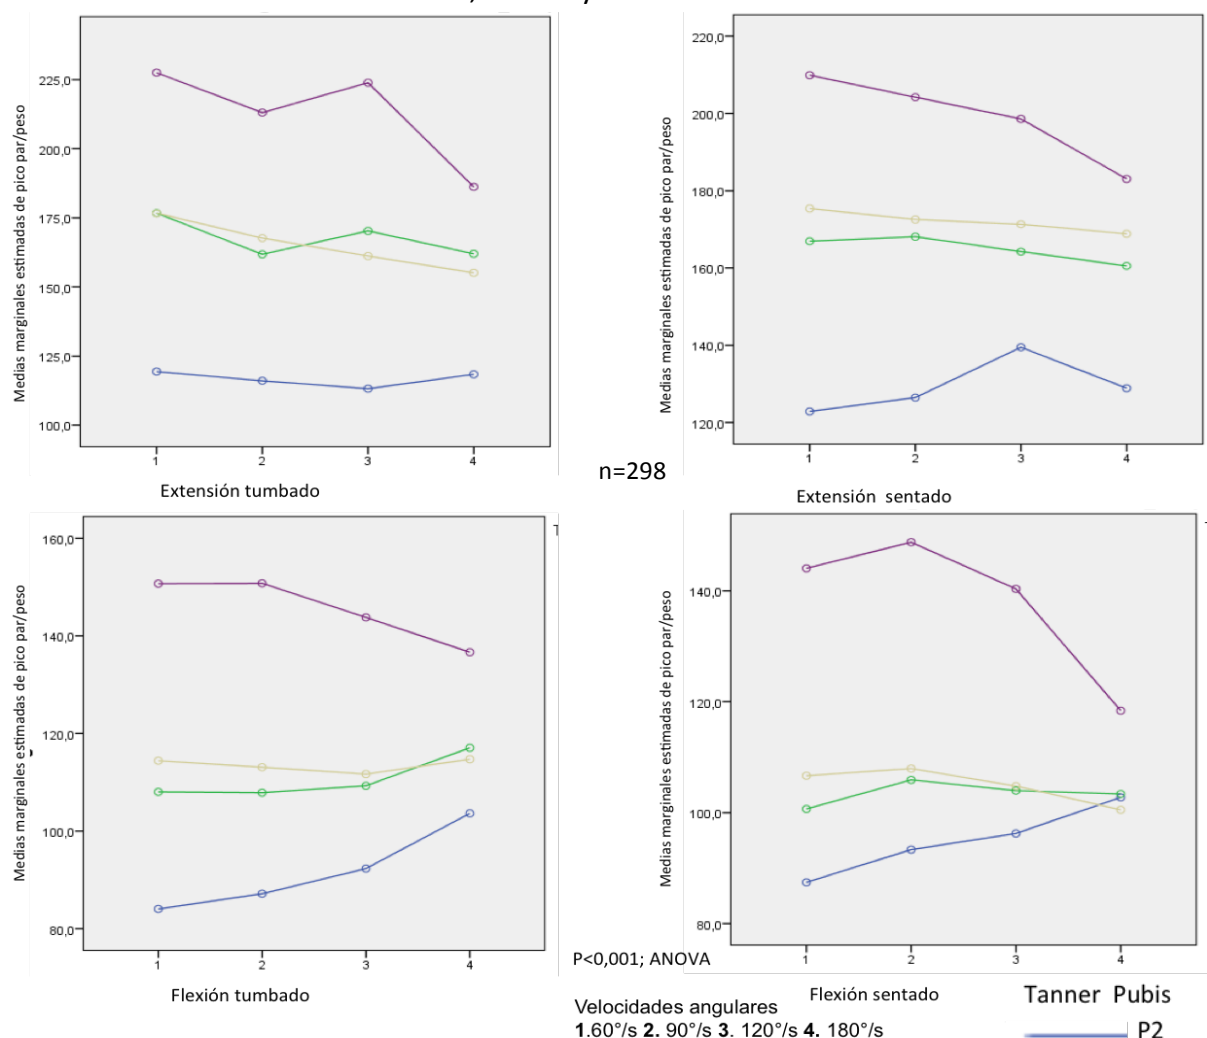 Medias marginales estimadas de pico par/peso
225,0
200,0
175,0
150,0
125,0
100,0
1 2 3 4
Extensión tumbado
Medias marginales estimadas de pico par/peso
220,0
200,0
180,0
160,0
140,0
120,0
1 2 3 4
Extensión sentado
n=298
Medias marginales estimadas de pico par/peso
160,0
140,0
120,0
100,0
80,0
1 2 3 4
Flexión tumbado
Medias marginales estimadas de pico par/peso
140,0
120,0
100,0
80,0
1 2 3 4
Flexión sentado
P<0,001; ANOVA
Velocidades angulares
1.60°/s 2. 90°/s 3. 120°/s 4. 180°/s
Tanner Pubis
P2